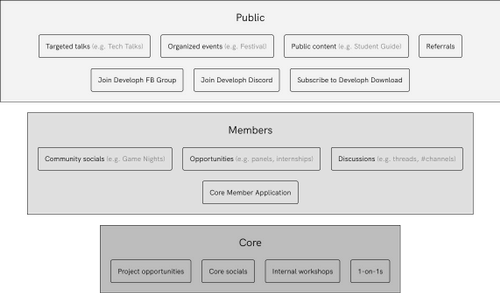 Public
Targeted talks (e.g. Tech Talks)
Organized events (e.g. Festival)
Public content (e.g. Student Guide)
Referrals
Join Developh FB Group
Join Developh Discord
Subscribe to Developh Download
Members
Community socials (e.g. Game Nights)
Opportunities (e.g. panels, internships)
Discussions (e.g. threads, #channels)
Core Member Application
Core
Project opportunities
Core socials
Internal workshops
1-on-1s